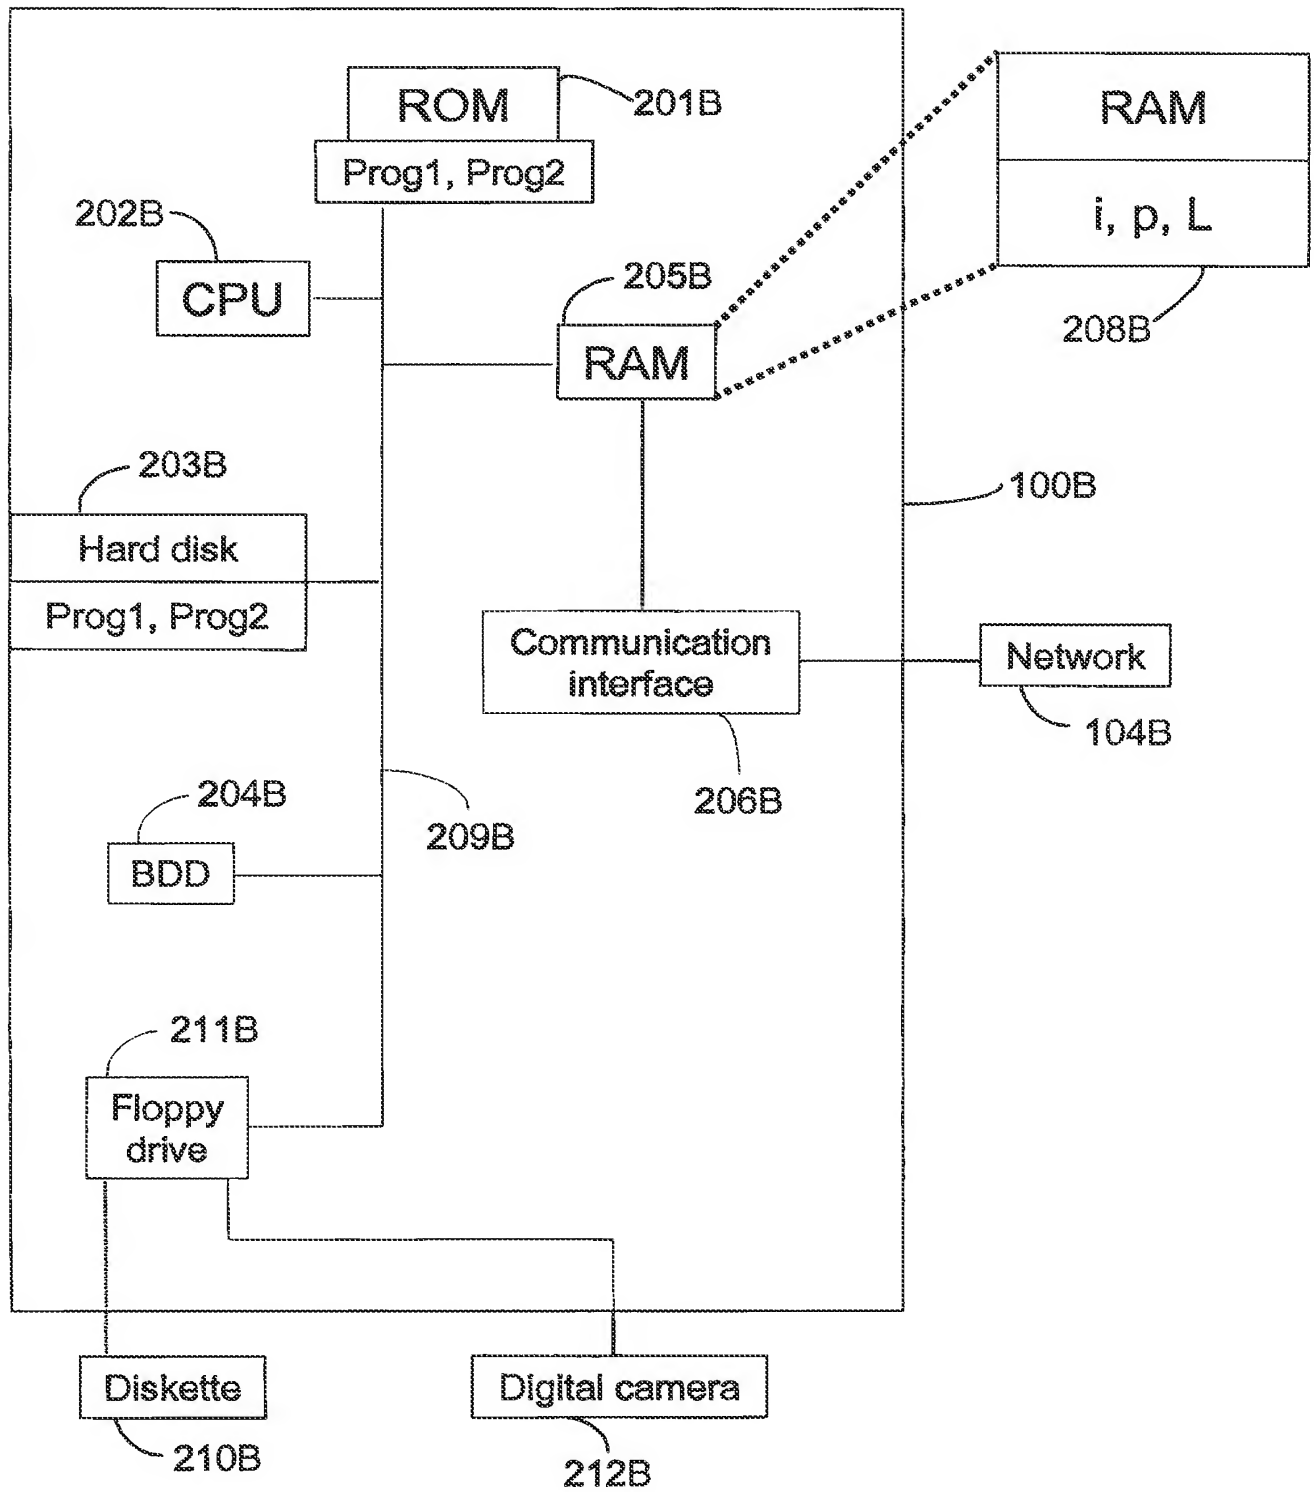 ROM
201B
RAM
Prog1, Prog2
i, p, L
202B
CPU
205B
208B
RAM
203B
100B
Hard disk
Prog1, Prog2
Communication
interface
Network
104B
204B
206B
209B
BDD
211B
Floppy
drive
Diskette
Digital camera
210B
212B